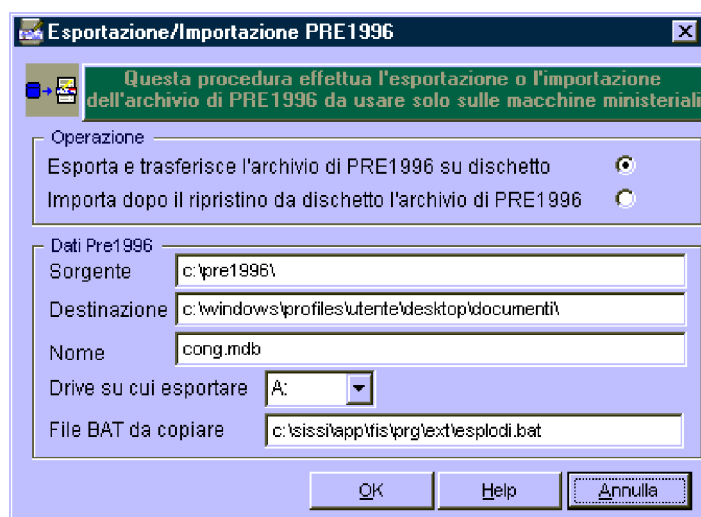 Esportazione/Importazione PRE1996
Questa procedura effettua l'esportazione o l'importazione
dell'archivio di PRE1996 da usare solo sulle macchine ministeriali
Operazione
Esporta e trasferisce l'archivio di PRE1996 su dischetto
Importa dopo il ripristino da dischetto l'archivio di PRE1996
Dati Pre1996
Sorgente c:\pre1996\
Destinazione c:\windows\profiles\utente\desktop\documenti\
Nome cong.mdb
Drive su cui esportare A:
File BAT da copiare c:\sissi\app\fis\prg\ext\esplodi.bat
OK Help Annulla